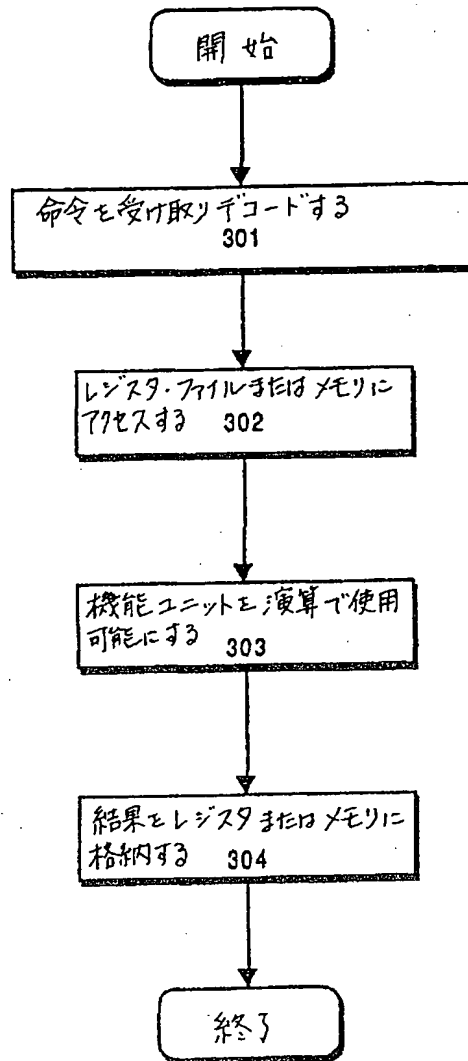 開始
命令を受け取りデコードする
301
レジスタ・ファイルまたはメモリに
アクセスする 302
機能ユニットを演算で使用
可能にする 303
結果をレジスタまたはメモリに
格納する 304
終了